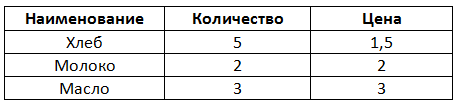 Наименование Количество Цена
Хлеб 5 1,5
Молоко 2 2
Масло 3 3